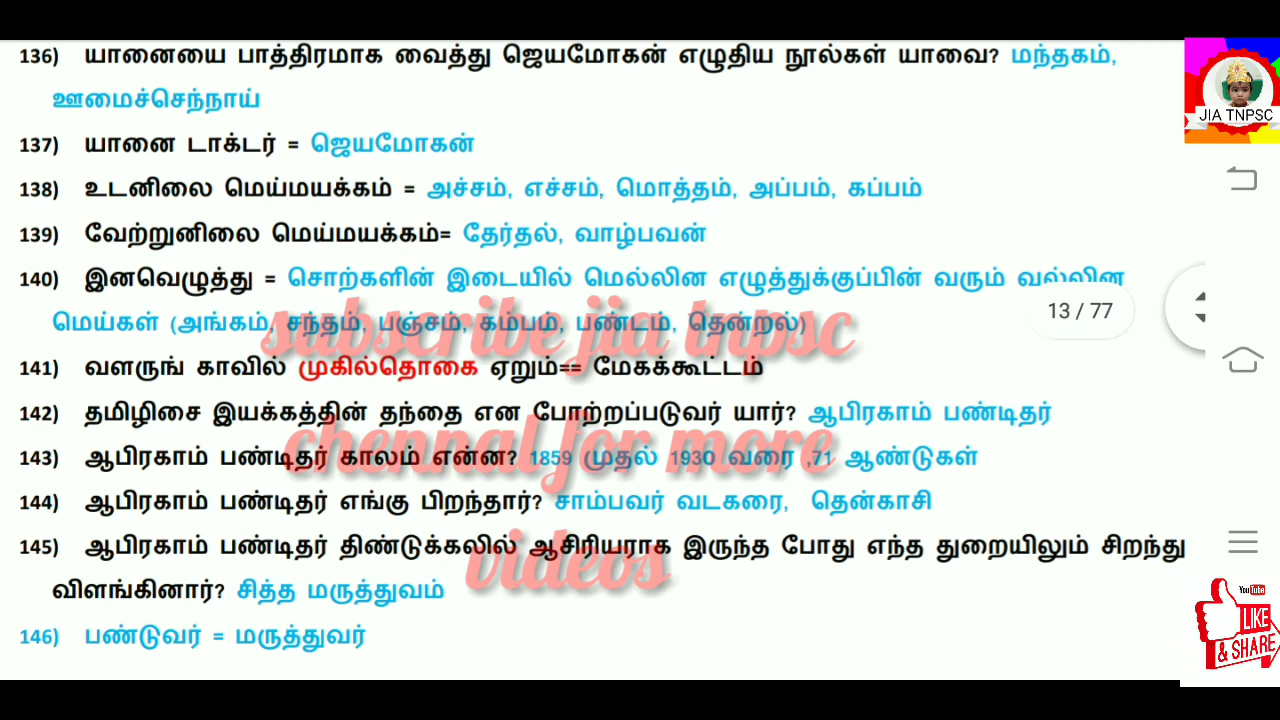 136) யானையை பாத்திரமாக வைத்து ஜெயமோகன் எழுதிய நூல்கள் யாவை? மந்தகம்,
ஊமைச்செந்நாய்
137) யானை டாக்டர் = ஜெயமோகன்
138) உடனிலை மெய்மயக்கம் = அச்சம், எச்சம், மொத்தம், அப்பம், கப்பம்
139) வேற்றுனிலை மெய்மயக்கம்= தேர்தல், வாழ்பவன்
140) இனவெழுத்து = சொற்களின் இடையில் மெல்லின எழுத்துக்குப்பின் வரும் வல்லின
மெய்கள் (அங்கம், சந்தம், பஞ்சம், கம்பம், பண்டம், தென்றல்)
141) வளருங் காவில் முகில்தொகை ஏறும்== மேகக்கூட்டம்
142) தமிழிசை இயக்கத்தின் தந்தை என போற்றப்படுவர் யார்? ஆபிரகாம் பண்டிதர்
143) ஆபிரகாம் பண்டிதர் காலம் என்ன? 1859 முதல் 1930 வரை ,71 ஆண்டுகள்
144) ஆபிரகாம் பண்டிதர் எங்கு பிறந்தார்? சாம்பவர் வடகரை, தென்காசி
145) ஆபிரகாம் பண்டிதர் திண்டுக்கலில் ஆசிரியராக இருந்த போது எந்த துறையிலும் சிறந்து
விளங்கினார்? சித்த மருத்துவம்
146) பண்டுவர் = மருத்துவர்
subscribe jia tnpsc
chennal for more
videos
JIA TNPSC
13 / 77
YouTube
LIKE
& SHARE